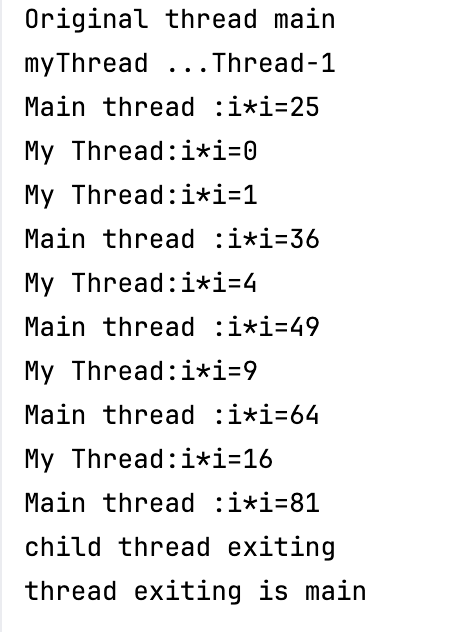 Original thread main
myThread ...Thread-1
Main thread :i*i=25
My Thread:i*i=0
My Thread:i*i=1
Main thread :i*i=36
My Thread:i*i=4
Main thread :i*i=49
My Thread:i*i=9
Main thread :i*i=64
My Thread:i*i=16
Main thread :i*i=81
child thread exiting
thread exiting is main